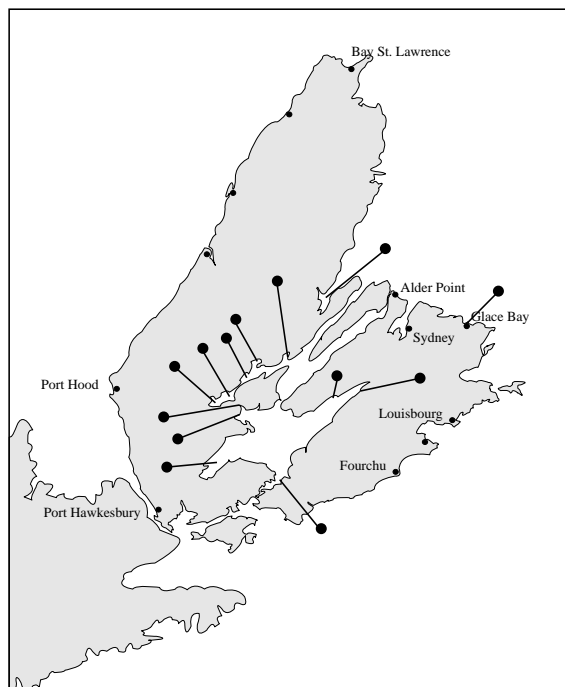 Bay St. Lawrence
Alder Point
Glace Bay
Sydney
Port Hood
Louisbourg
Fourchu
Port Hawkesbury